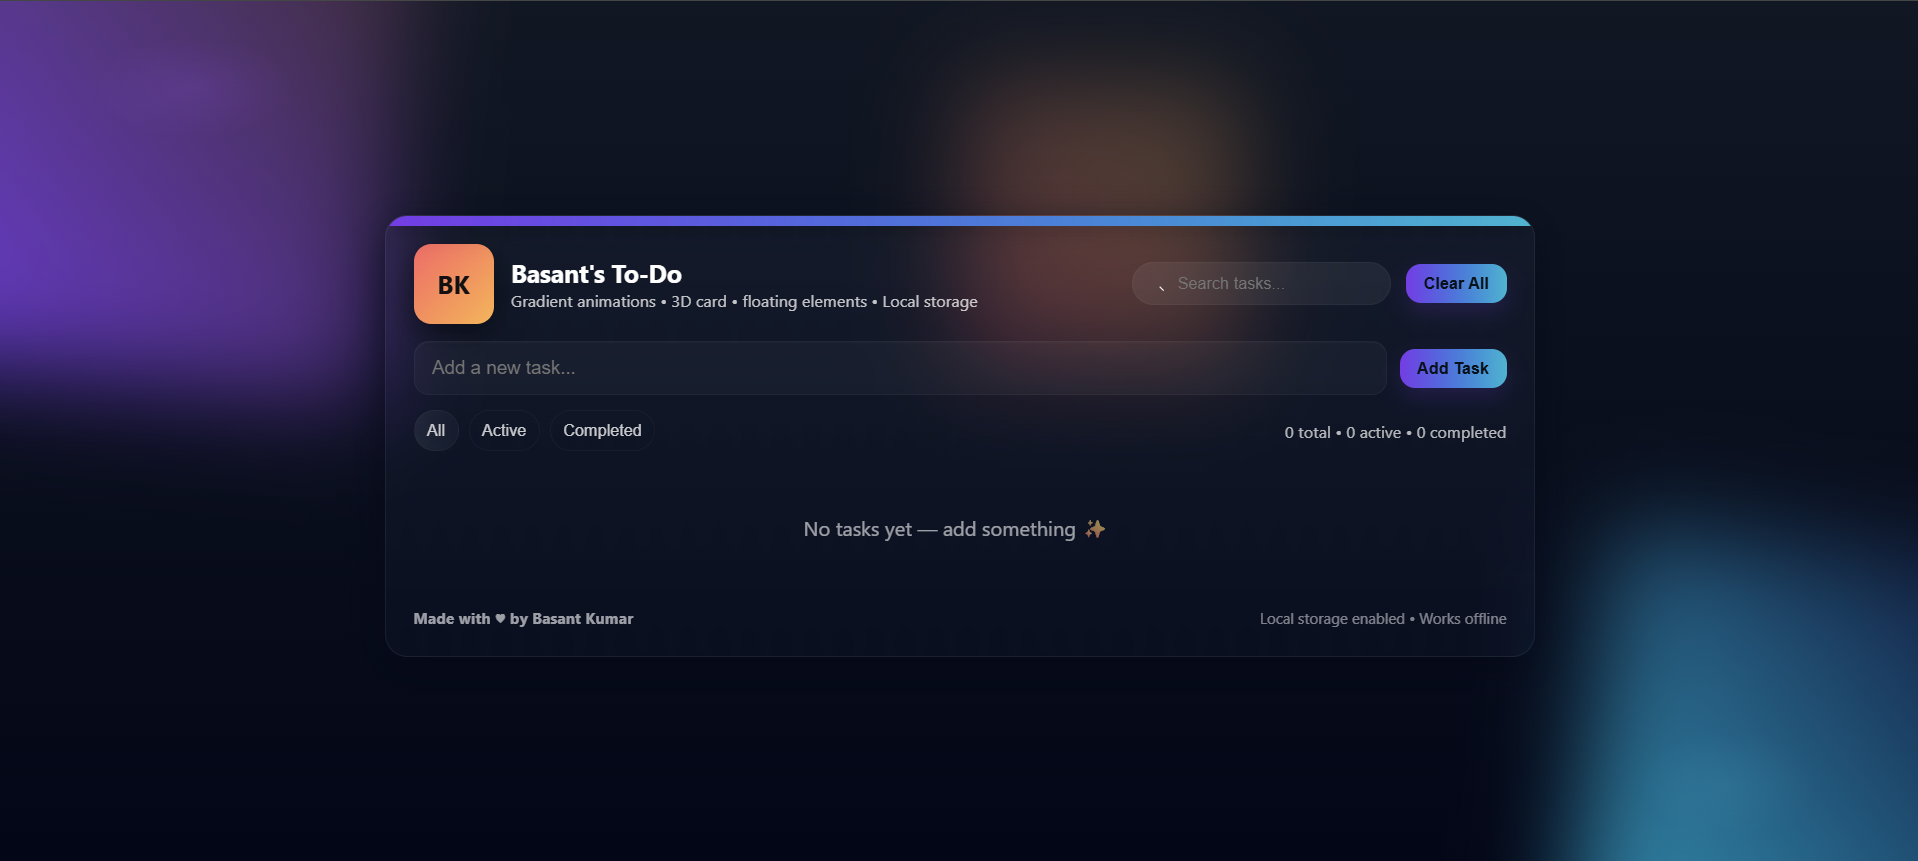 BK
Basant's To-Do
Gradient animations • 3D card • floating elements • Local storage
Search tasks...
Clear All
Add a new task...
Add Task
All
Active
Completed
0 total • 0 active • 0 completed
No tasks yet — add something ✨
Made with ♥ by Basant Kumar
Local storage enabled • Works offline